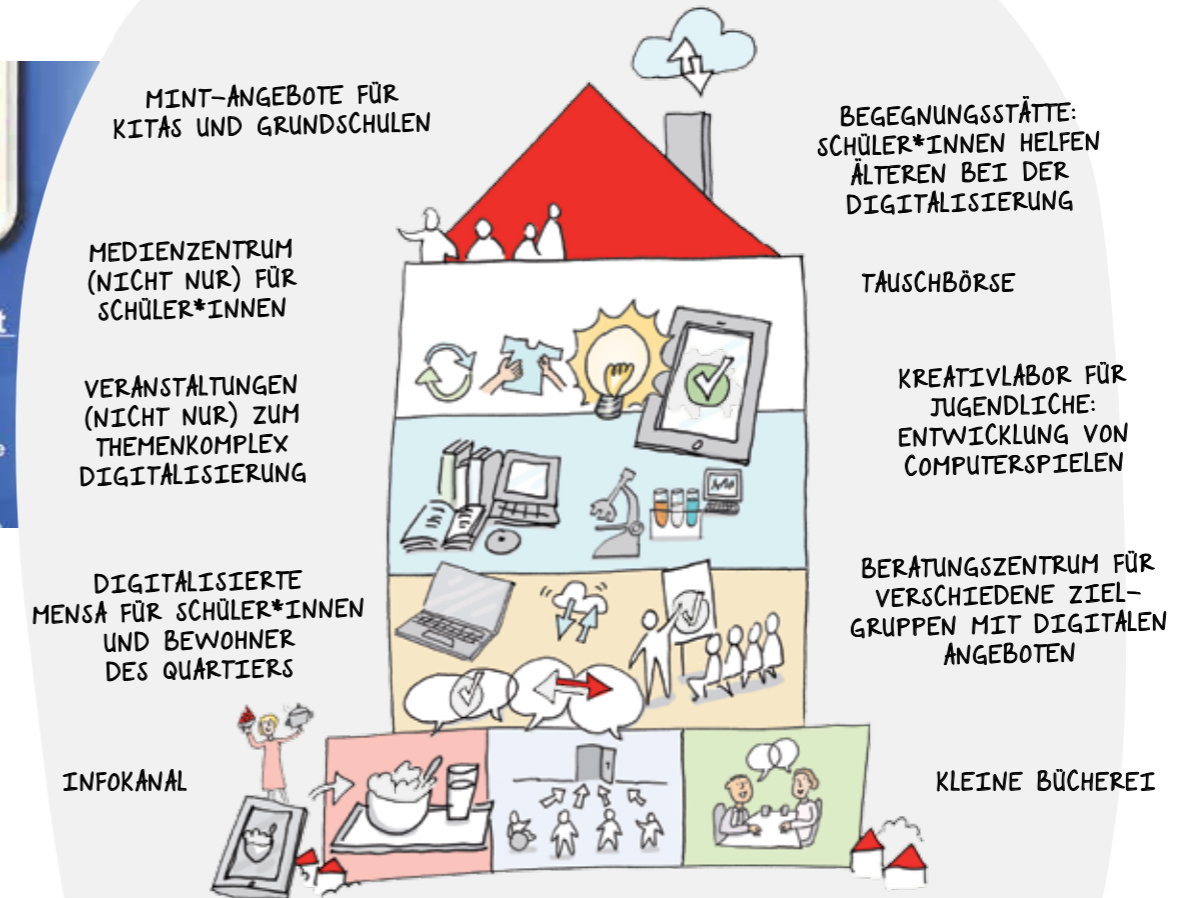 MINT-ANGEBOTE FÜR
KITAS UND GRUNDSCHULEN
MEDIENZENTRUM
(NICHT NUR) FÜR
SCHÜLER*INNEN
VERANSTALTUNGEN
(NICHT NUR) ZUM
THEMENKOMPLEX
DIGITALISIERUNG
DIGITALISIERTE
MENSA FÜR SCHÜLER*INNEN
UND BEWOHNER
DES QUARTIERS
INFOKANAL
BEGEGNUNGSSTÄTTE:
SCHÜLER*INNEN HELFEN
ÄLTEREN BEI DER
DIGITALISIERUNG
TAUSCHBÖRSE
KREATIVLABOR FÜR
JUGENDLICHE:
ENTWICKLUNG VON
COMPUTERSPIELEN
BERATUNGSZENTRUM FÜR
VERSCHIEDENE ZIEL-
GRUPPEN MIT DIGITALEN
ANGEBOTEN
KLEINE BÜCHEREI